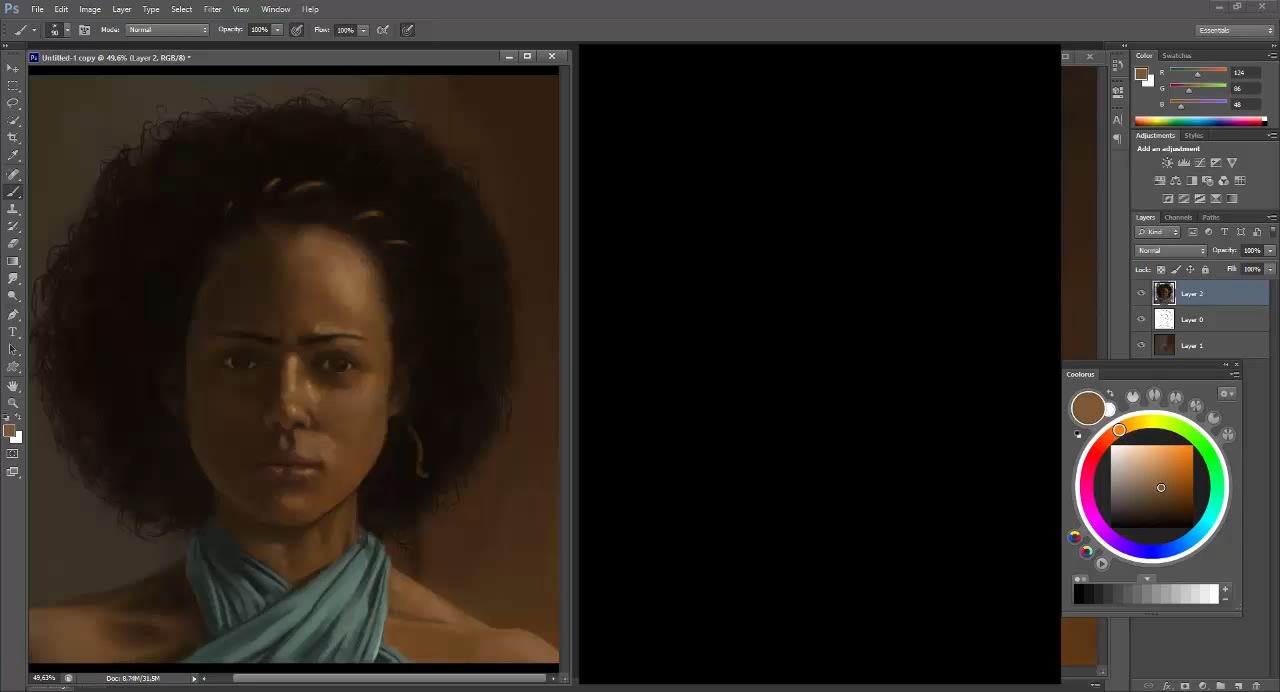 Ps File Edit Image Layer Type Select Filter View Window Help
90 Mode: Normal Opacity: 100% Flow: 100% Essentials
Untitled-1 copy @ 49,6% (Layer 2, RGB/8) *
Color Swatches
R 124
G 86
B 48
Adjustments Styles
Add an adjustment
Layers Channels Paths
Kind
Normal Opacity: 100%
Lock: Fill: 100%
Layer 2
Layer 0
Layer 1
Coolorus
49,63% Doc: 8.74M/31.5M